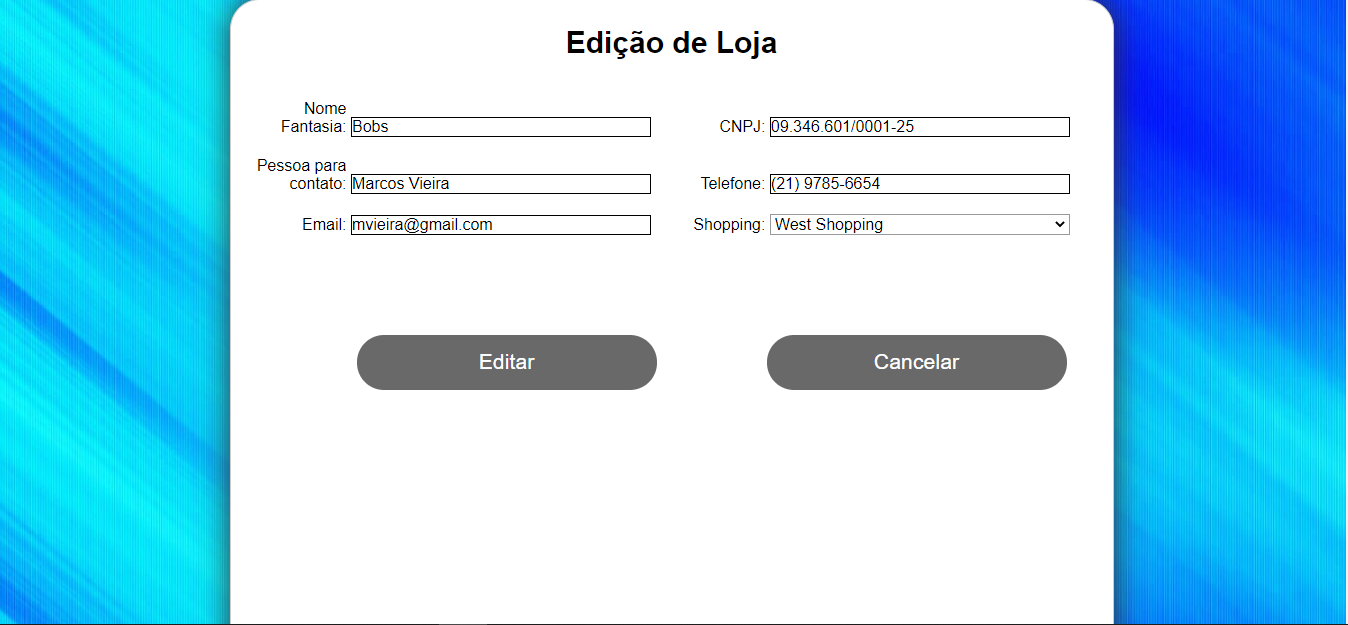 Edição de Loja
Nome
Fantasia: Bobs
CNPJ: 09.346.601/0001-25
Pessoa para
contato: Marcos Vieira
Telefone: (21) 9785-6654
Email: mvieira@gmail.com
Shopping: West Shopping
Editar
Cancelar